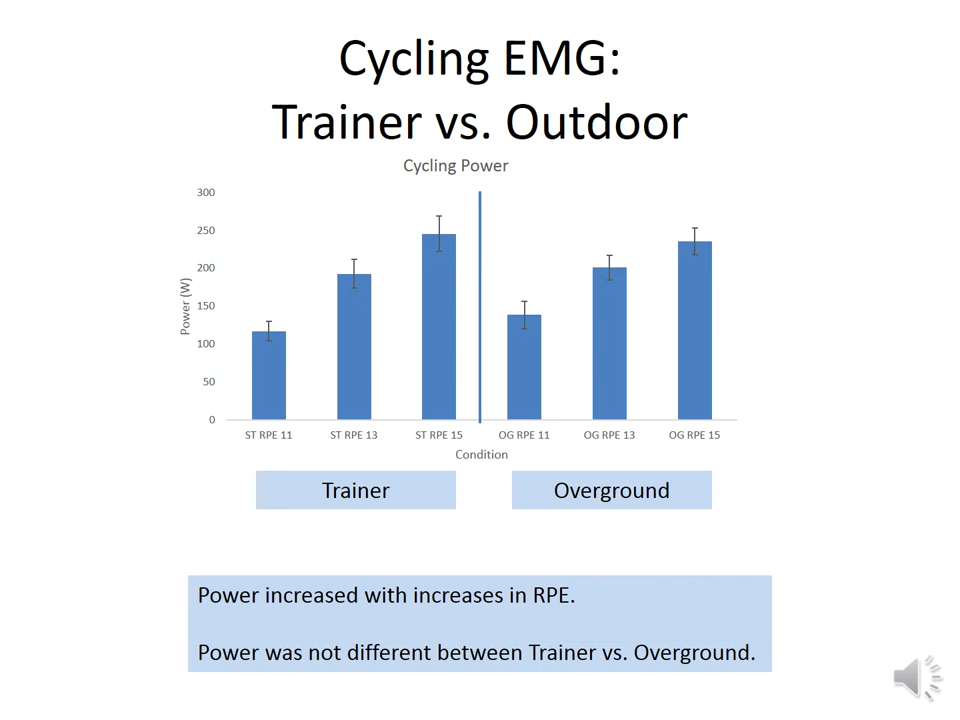 Cycling EMG:
Trainer vs. Outdoor
Cycling Power
300
250
200
150
100
50
0
Power (W)
ST RPE 11 ST RPE 13 ST RPE 15 OG RPE 11 OG RPE 13 OG RPE 15
Condition
Trainer Overground
Power increased with increases in RPE.
Power was not different between Trainer vs. Overground.